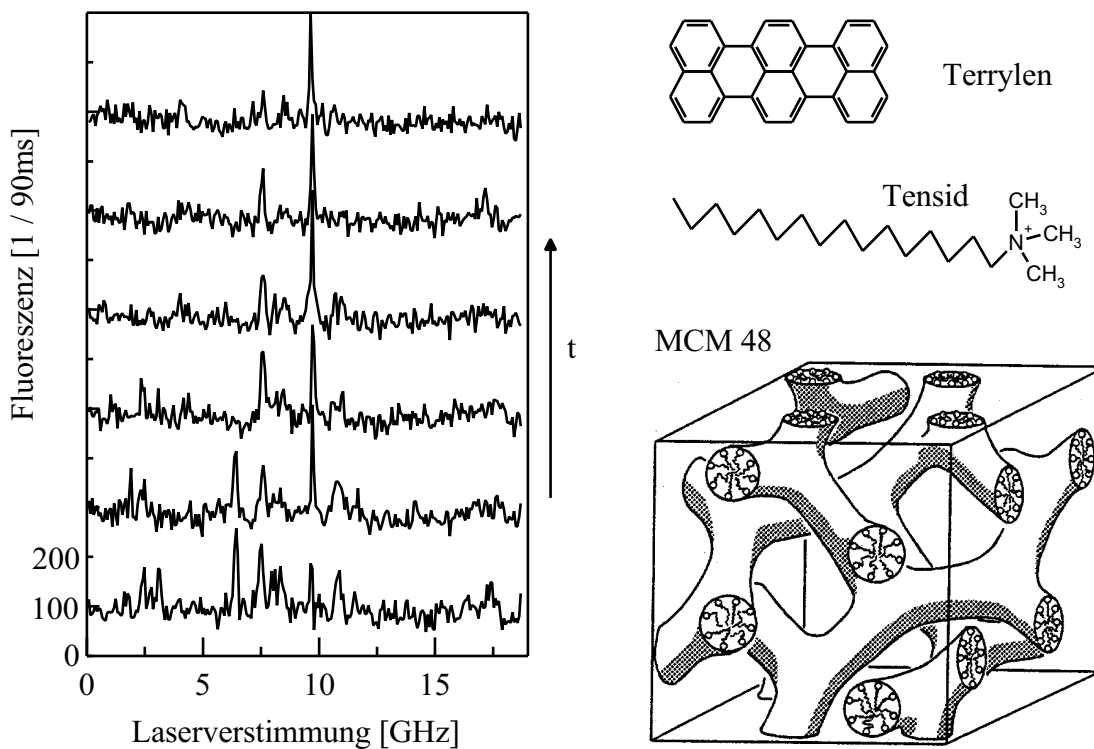 Fluoreszenz [1 / 90ms]
200
100
0
0 5 10 15
Laserverstimmung [GHz]
t
Terrylen
Tensid
CH3
N+
CH3
CH3
MCM 48